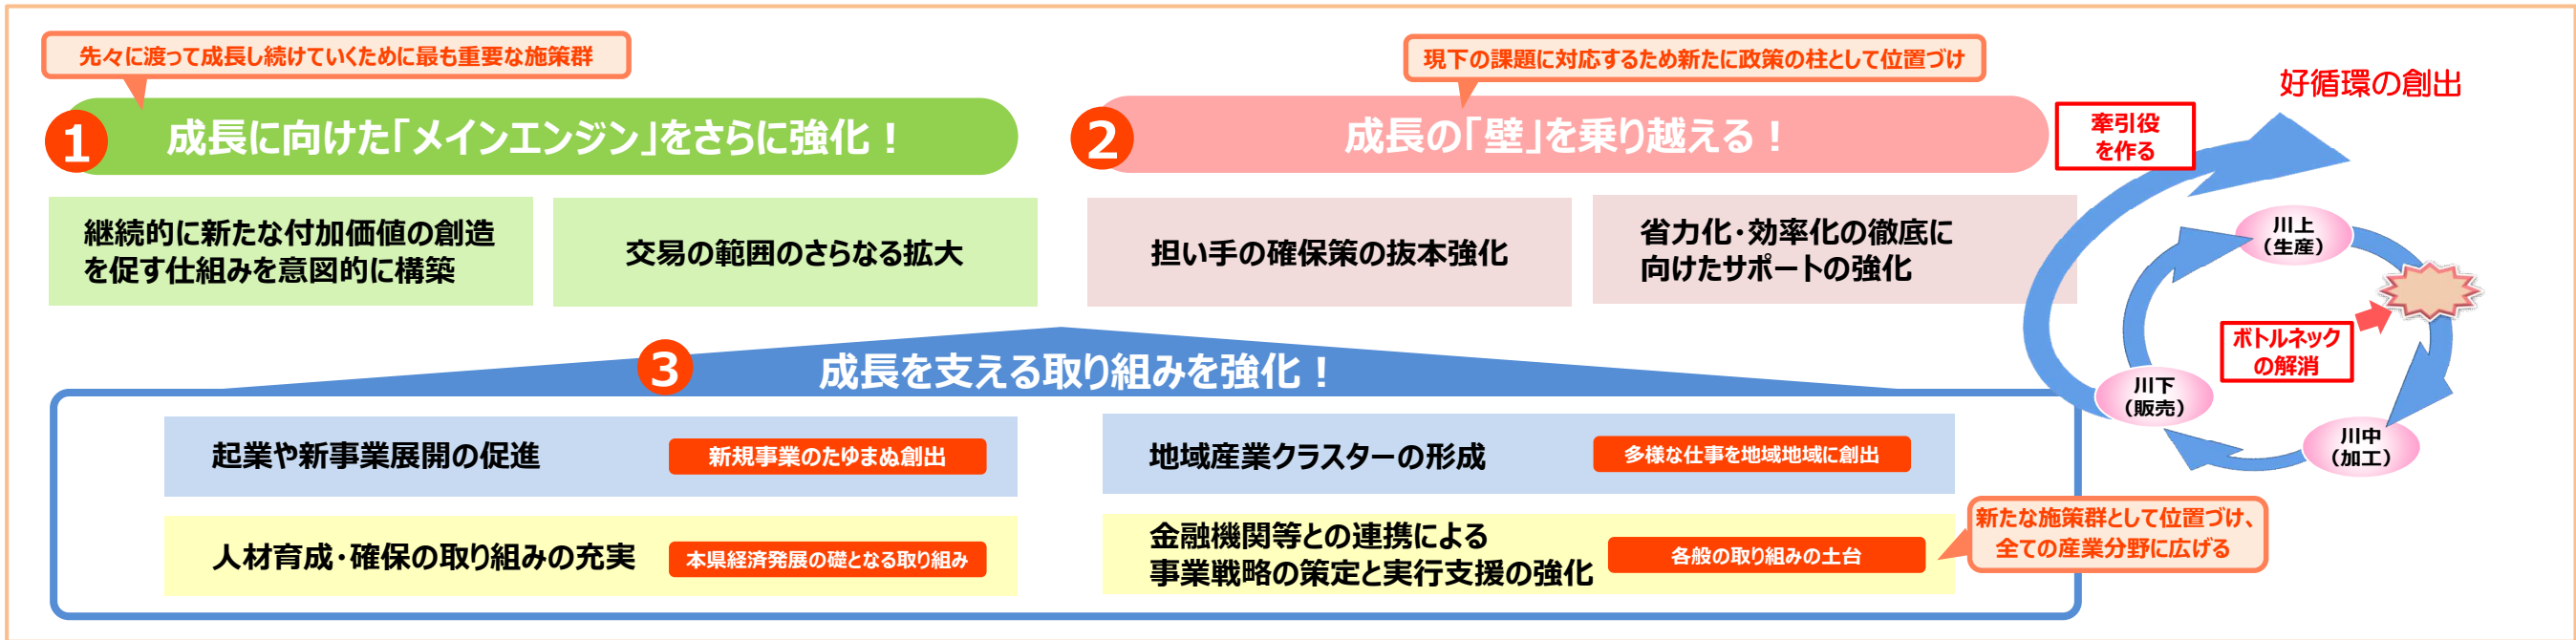 先々に渡って成長し続けていくために最も重要な施策群
1 成長に向けた「メインエンジン」をさらに強化！
継続的に新たな付加価値の創造
を促す仕組みを意図的に構築
交易の範囲のさらなる拡大
現下の課題に対応するため新たに政策の柱として位置づけ
2 成長の「壁」を乗り越える！
担い手の確保策の抜本強化
省力化・効率化の徹底に
向けたサポートの強化
3 成長を支える取り組みを強化！
起業や新事業展開の促進
新規事業のたゆまぬ創出
地域産業クラスターの形成
多様な仕事を地域地域に創出
人材育成・確保の取り組みの充実
本県経済発展の礎となる取り組み
金融機関等との連携による
事業戦略の策定と実行支援の強化
各般の取り組みの土台
新たな施策群として位置づけ、
全ての産業分野に広げる
好循環の創出
牽引役
を作る
川上
（生産）
ボトルネック
の解消
川下
（販売）
川中
（加工）